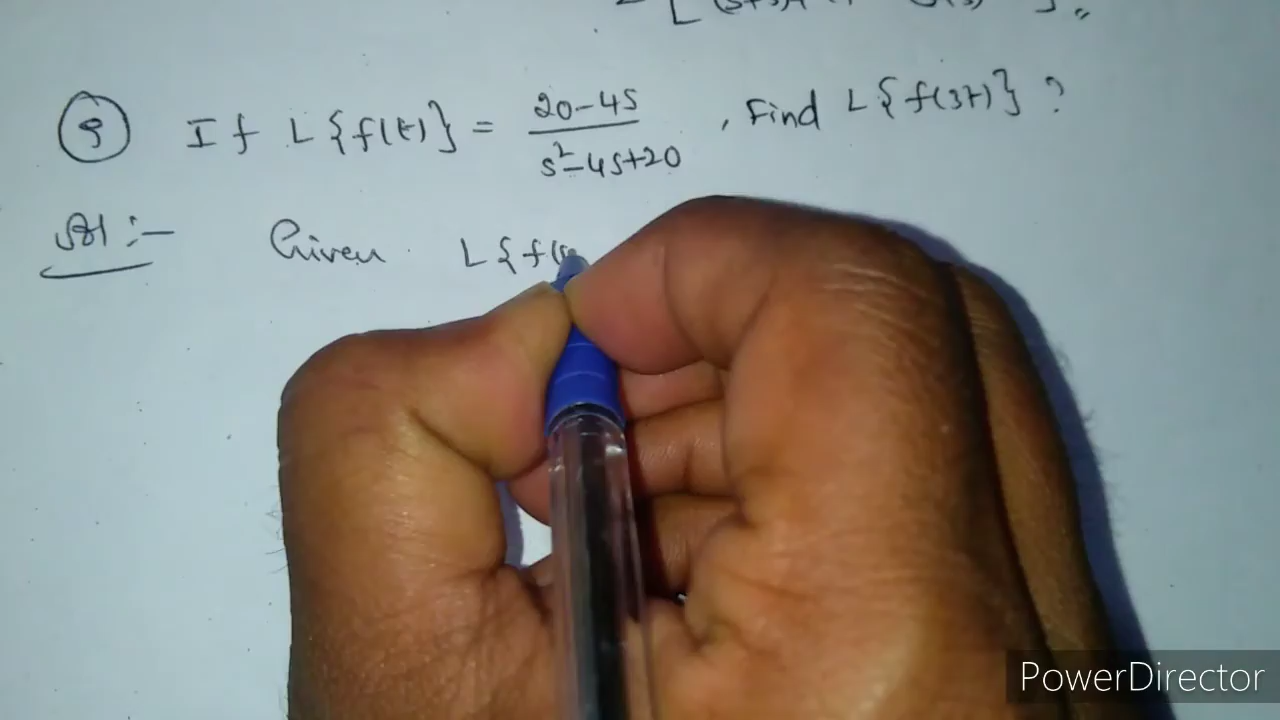 ⑨ If L{f(t)} = 20-4s / s²-4s+20 , Find L{f(3t)} ?
Sol :- Given L{f(
PowerDirector